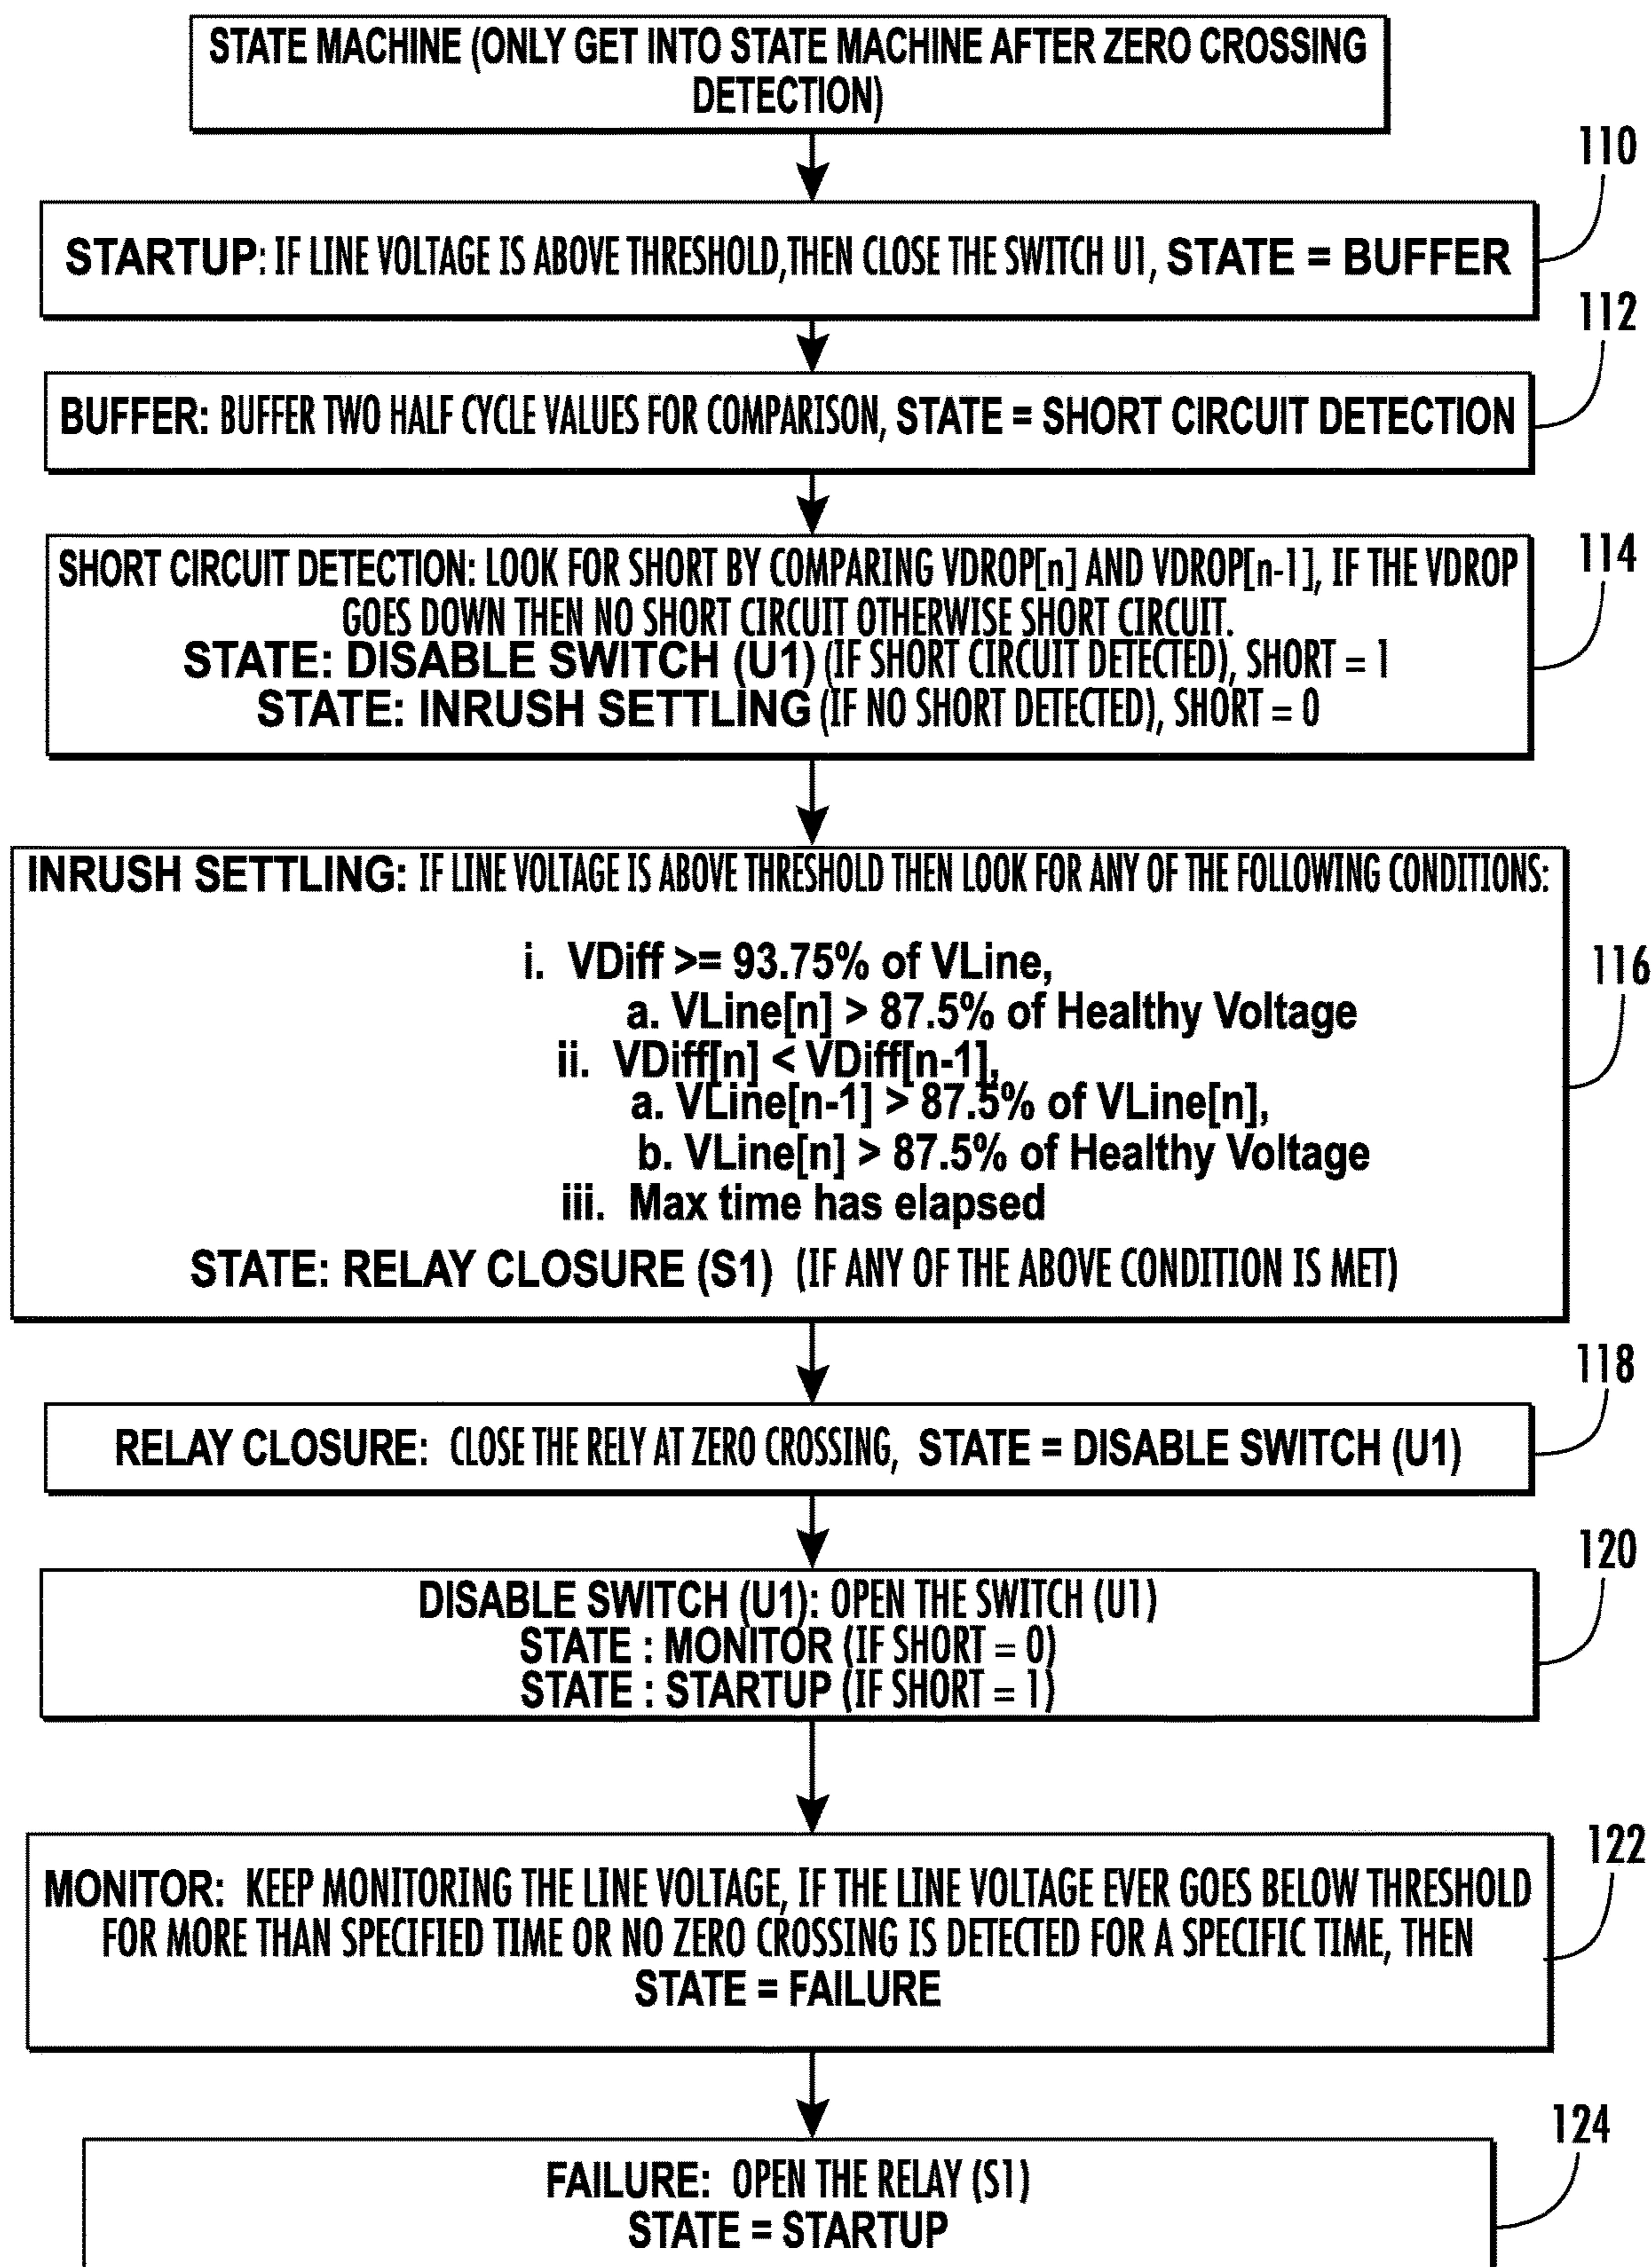 STATE MACHINE (ONLY GET INTO STATE MACHINE AFTER ZERO CROSSING
DETECTION)
110
STARTUP: IF LINE VOLTAGE IS ABOVE THRESHOLD,THEN CLOSE THE SWITCH U1, STATE = BUFFER
112
BUFFER: BUFFER TWO HALF CYCLE VALUES FOR COMPARISON, STATE = SHORT CIRCUIT DETECTION
114
SHORT CIRCUIT DETECTION: LOOK FOR SHORT BY COMPARING VDROP[n] AND VDROP[n-1], IF THE VDROP
GOES DOWN THEN NO SHORT CIRCUIT OTHERWISE SHORT CIRCUIT.
STATE: DISABLE SWITCH (U1) (IF SHORT CIRCUIT DETECTED), SHORT = 1
STATE: INRUSH SETTLING (IF NO SHORT DETECTED), SHORT = 0
INRUSH SETTLING: IF LINE VOLTAGE IS ABOVE THRESHOLD THEN LOOK FOR ANY OF THE FOLLOWING CONDITIONS:
116
i. VDiff >= 93.75% of VLine,
a. VLine[n] > 87.5% of Healthy Voltage
ii. VDiff[n] < VDiff[n-1],
a. VLine[n-1] > 87.5% of VLine[n],
b. VLine[n] > 87.5% of Healthy Voltage
iii. Max time has elapsed
STATE: RELAY CLOSURE (S1) (IF ANY OF THE ABOVE CONDITION IS MET)
118
RELAY CLOSURE: CLOSE THE RELY AT ZERO CROSSING, STATE = DISABLE SWITCH (U1)
120
DISABLE SWITCH (U1): OPEN THE SWITCH (U1)
STATE : MONITOR (IF SHORT = 0)
STATE : STARTUP (IF SHORT = 1)
122
MONITOR: KEEP MONITORING THE LINE VOLTAGE, IF THE LINE VOLTAGE EVER GOES BELOW THRESHOLD
FOR MORE THAN SPECIFIED TIME OR NO ZERO CROSSING IS DETECTED FOR A SPECIFIC TIME, THEN
STATE = FAILURE
124
FAILURE: OPEN THE RELAY (S1)
STATE = STARTUP